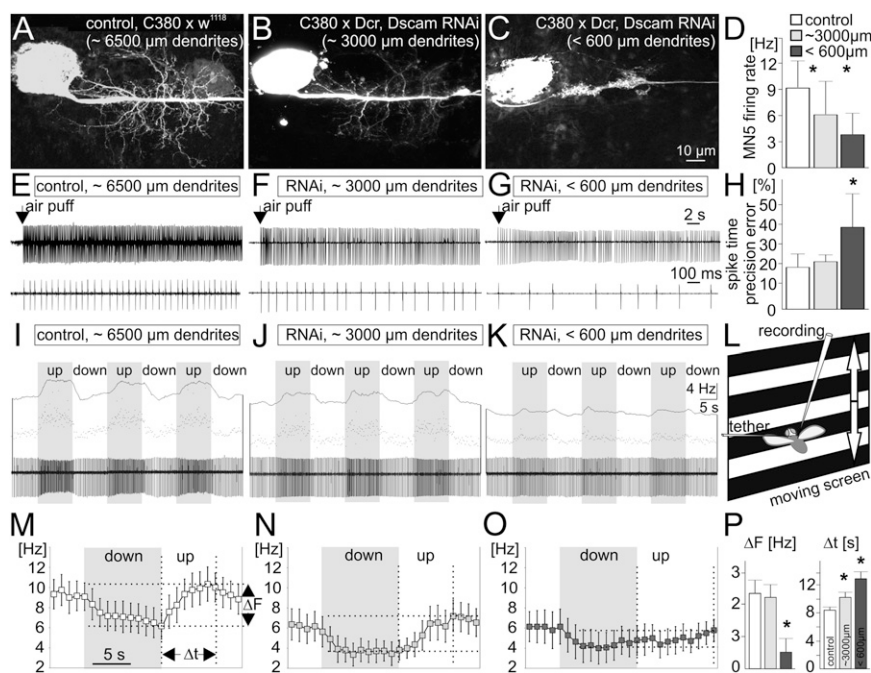 A control, C380 x w1118
(~ 6500 µm dendrites)
B C380 x Dcr, Dscam RNAi
(~ 3000 µm dendrites)
C C380 x Dcr, Dscam RNAi
(< 600 µm dendrites)
10 µm
control
~3000µm
< 600µm
D [Hz]
MN5 firing rate
12
9
6
3
0
* *
E control, ~ 6500 µm dendrites
air puff
F RNAi, ~ 3000 µm dendrites
air puff
G RNAi, < 600 µm dendrites
air puff
2 s
100 ms
H [%]
spike time
precision error
50
40
30
20
10
0
*
I control, ~ 6500 µm dendrites
up down up down up down
J RNAi, ~ 3000 µm dendrites
up down up down up down
K RNAi, < 600 µm dendrites
up down up down up down
4 Hz
5 s
L
recording
tether
moving screen
M
[Hz]
down up
12
10
8
6
4
2
5 s
Δt
ΔF
N
[Hz]
down up
12
10
8
6
4
2
O
[Hz]
down up
12
10
8
6
4
2
P
ΔF [Hz]
3
2
3
2
0
*
Δt [s]
12
8
4
0
* *
control
~3000µm
< 600µm